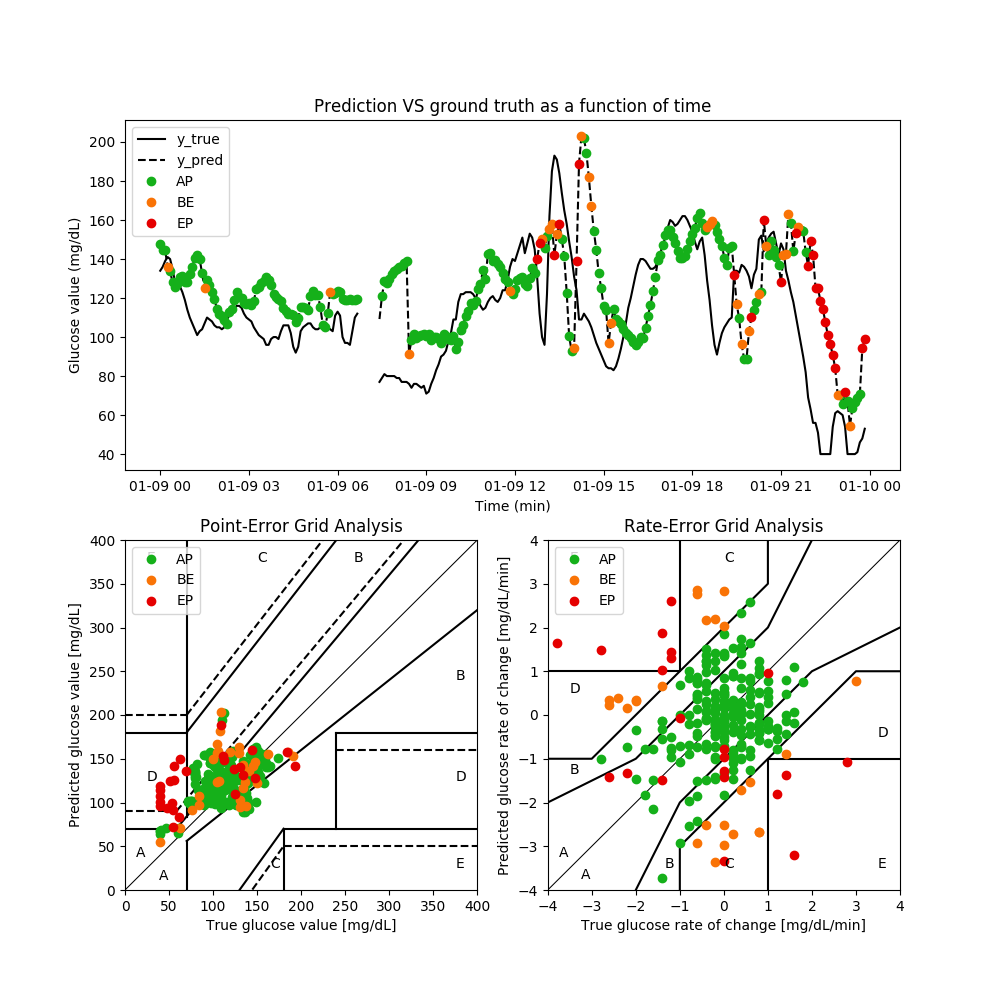 Prediction VS ground truth as a function of time
Glucose value (mg/dL)
200
180
160
140
120
100
80
60
40
y_true
y_pred
AP
BE
EP
01-09 00 01-09 03 01-09 06 01-09 09 01-09 12 01-09 15 01-09 18 01-09 21 01-10 00
Time (min)
Point-Error Grid Analysis
Predicted glucose value [mg/dL]
400
350
300
250
200
150
100
50
0
AP
BE
EP
C
B
B
D
D
A
A
C
E
0 50 100 150 200 250 300 350 400
True glucose value [mg/dL]
Rate-Error Grid Analysis
Predicted glucose rate of change [mg/dL/min]
4
3
2
1
0
−1
−2
−3
−4
AP
BE
EP
C
D
D
B
A
A
B
C
E
−4 −3 −2 −1 0 1 2 3 4
True glucose rate of change [mg/dL/min]